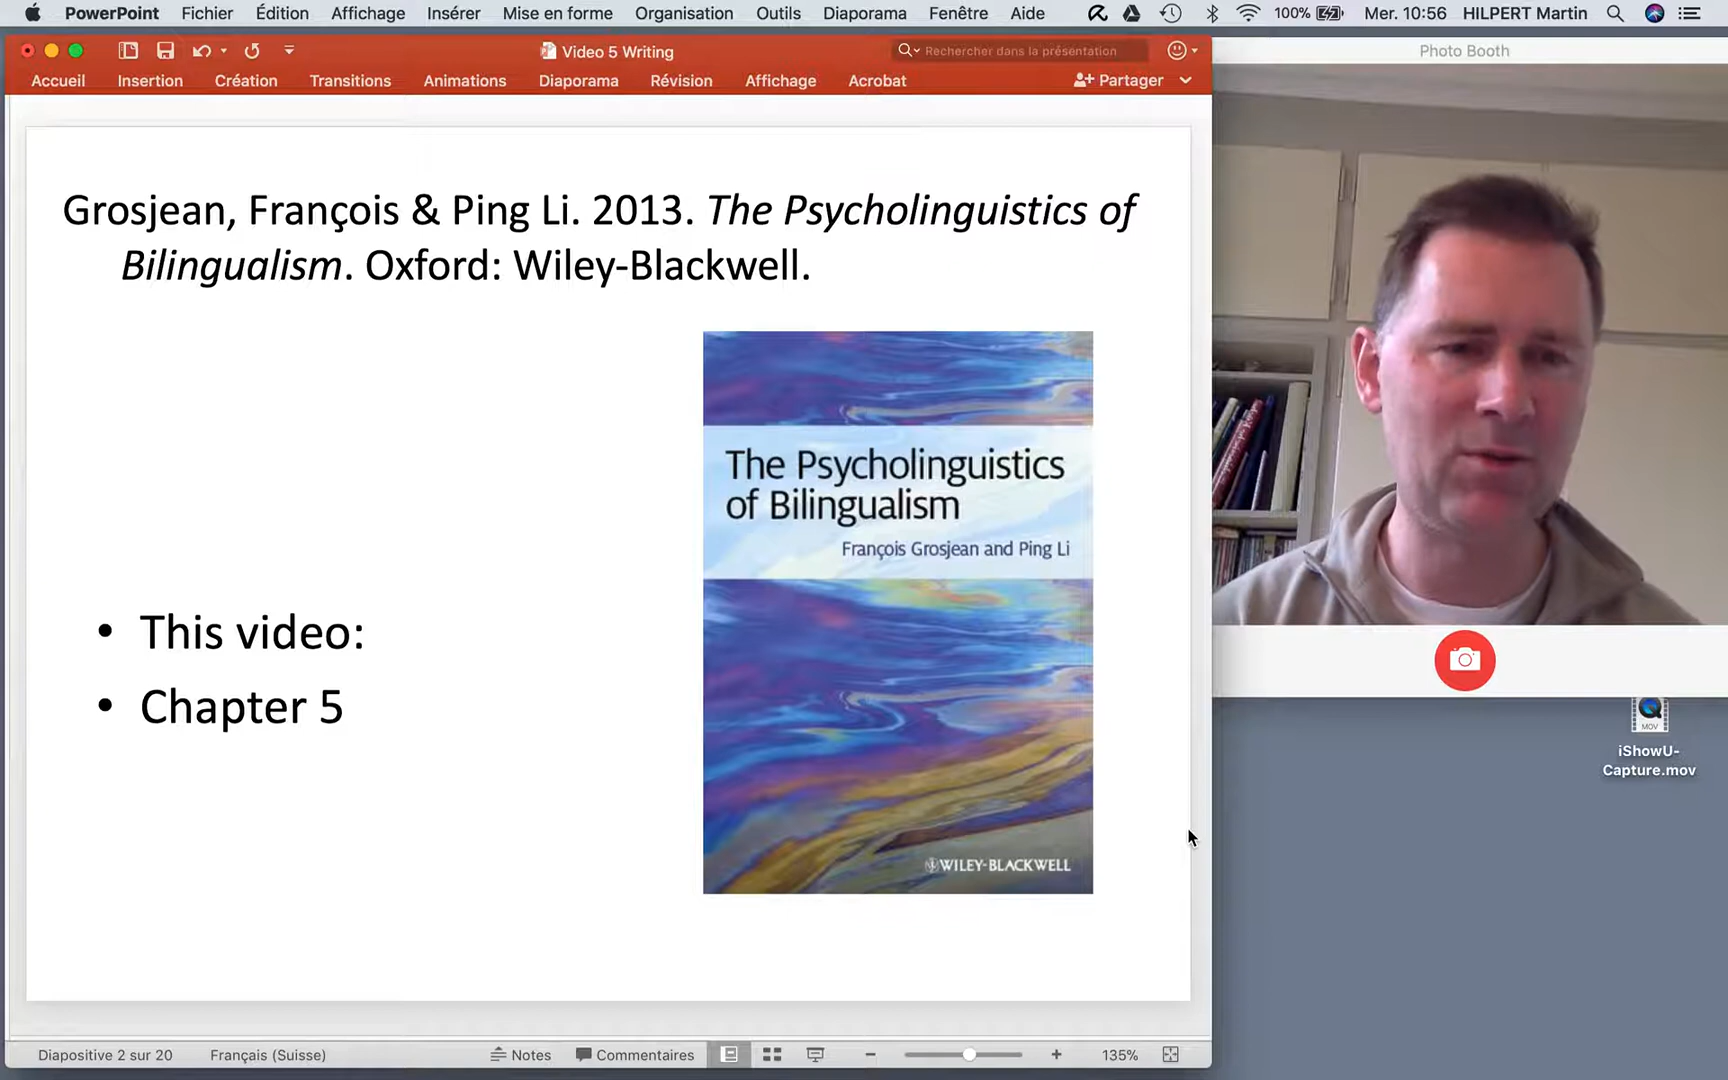 PowerPoint Fichier Édition Affichage Insérer Mise en forme Organisation Outils Diaporama Fenêtre Aide 100% Mer. 10:56 HILPERT Martin
Video 5 Writing
Rechercher dans la présentation
Photo Booth
Accueil Insertion Création Transitions Animations Diaporama Révision Affichage Acrobat Partager
Grosjean, François & Ping Li. 2013. The Psycholinguistics of
Bilingualism. Oxford: Wiley-Blackwell.
The Psycholinguistics
of Bilingualism
François Grosjean and Ping Li
• This video:
• Chapter 5
WILEY-BLACKWELL
MOV
iShowU-
Capture.mov
Diapositive 2 sur 20 Français (Suisse) Notes Commentaires 135%